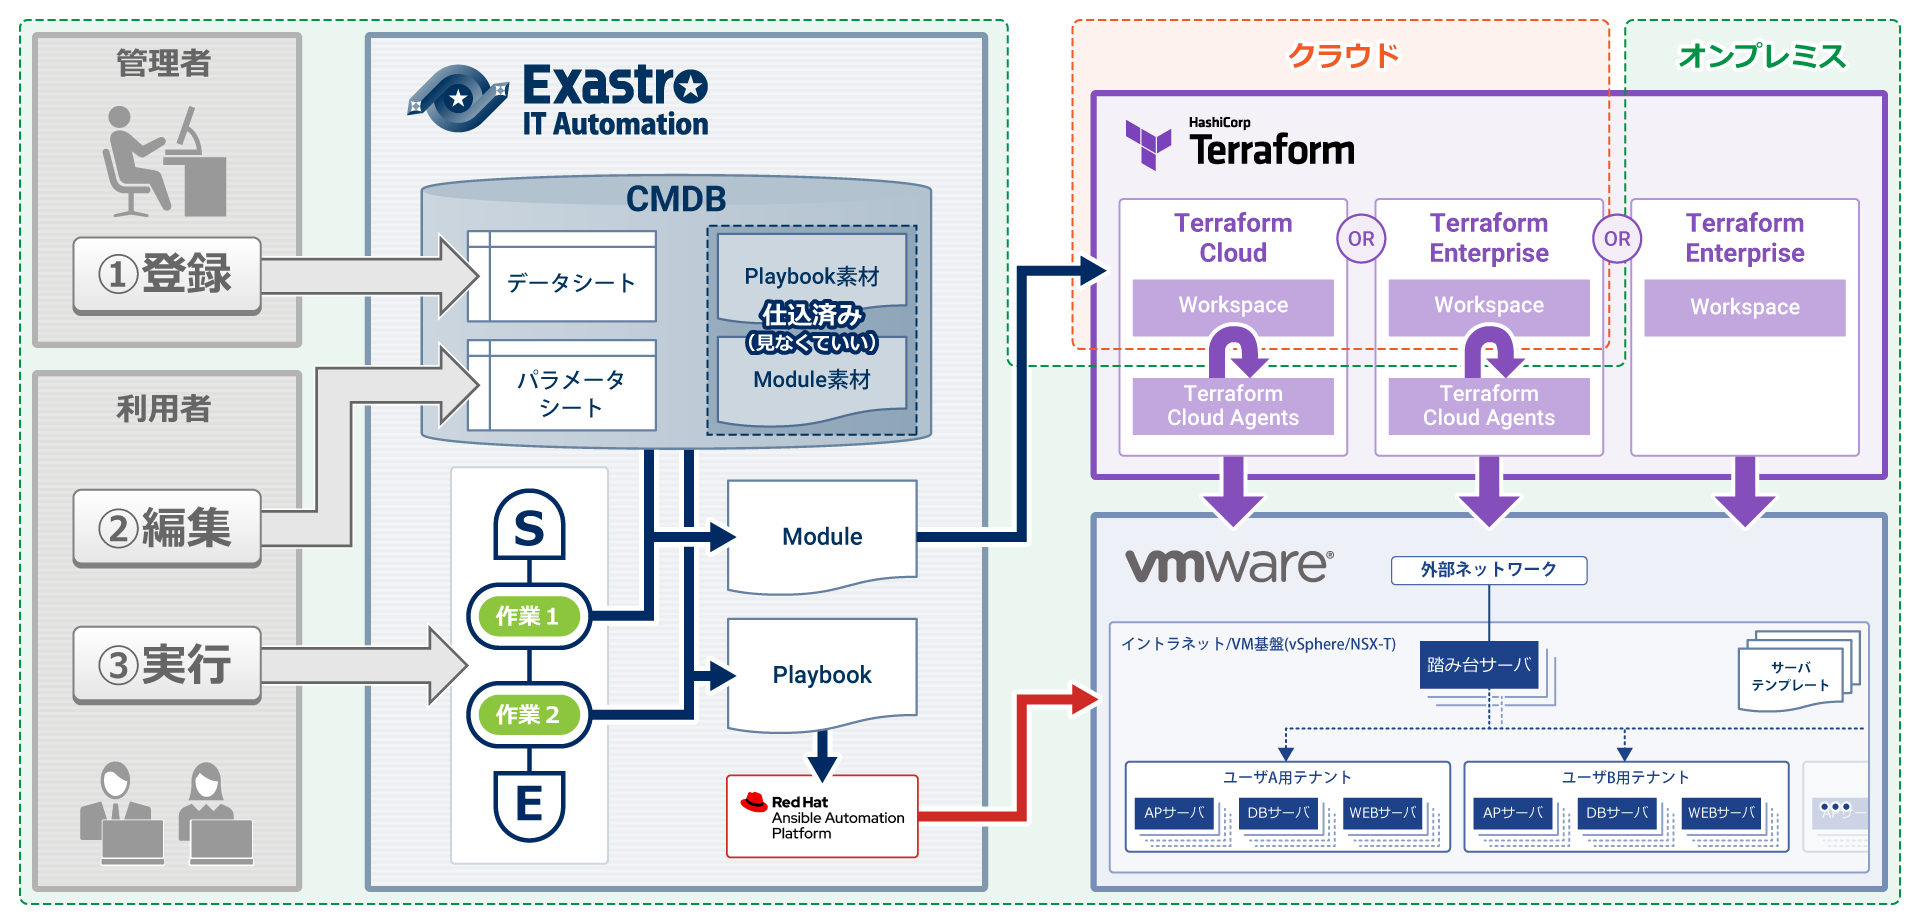 管理者
①登録
利用者
②編集
③実行
Exastro
IT Automation
CMDB
データシート
パラメータ
シート
Playbook素材
仕込済み
(見なくていい)
Module素材
S
作業1
作業2
E
Module
Playbook
Red Hat
Ansible Automation
Platform
クラウド
オンプレミス
HashiCorp
Terraform
Terraform
Cloud
Workspace
Terraform
Cloud Agents
OR
Terraform
Enterprise
Workspace
Terraform
Cloud Agents
OR
Terraform
Enterprise
Workspace
vmware®
外部ネットワーク
イントラネット/VM基盤(vSphere/NSX-T)
踏み台サーバ
サーバ
テンプレート
ユーザA用テナント
APサーバ
DBサーバ
WEBサーバ
ユーザB用テナント
APサーバ
DBサーバ
WEBサーバ
APサー